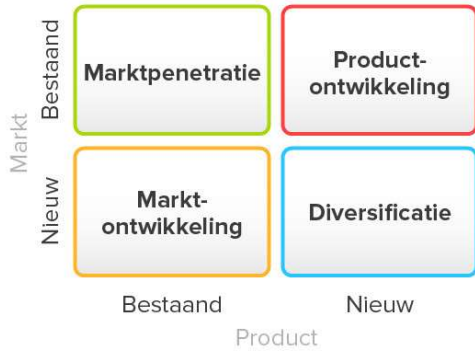 Markt
Bestaand
Marktpenetratie
Product-
ontwikkeling
Nieuw
Markt-
ontwikkeling
Diversificatie
Bestaand
Nieuw
Product